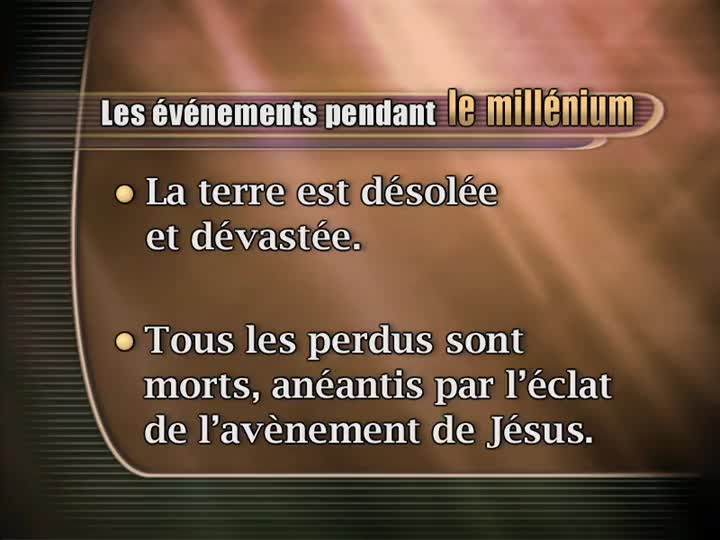 Les événements pendant le millénium
La terre est désolée
et dévastée.
Tous les perdus sont
morts, anéantis par l’éclat
de l’avènement de Jésus.